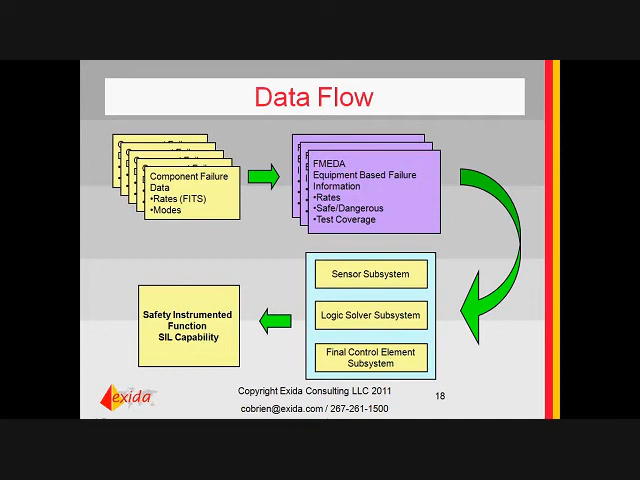 Data Flow
Component Failure
Data
•Rates (FITS)
•Modes
FMEDA
Equipment Based Failure
Information
•Rates
•Safe/Dangerous
•Test Coverage
Sensor Subsystem
Logic Solver Subsystem
Final Control Element
Subsystem
Safety Instrumented
Function
SIL Capability
exida
Copyright Exida Consulting LLC 2011
cobrien@exida.com / 267-261-1500
18